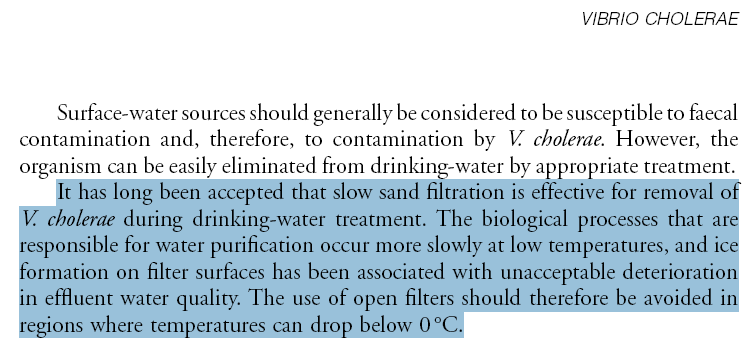 VIBRIO CHOLERAE
Surface-water sources should generally be considered to be susceptible to faecal
contamination and, therefore, to contamination by V. cholerae. However, the
organism can be easily eliminated from drinking-water by appropriate treatment.
It has long been accepted that slow sand filtration is effective for removal of
V. cholerae during drinking-water treatment. The biological processes that are
responsible for water purification occur more slowly at low temperatures, and ice
formation on filter surfaces has been associated with unacceptable deterioration
in effluent water quality. The use of open filters should therefore be avoided in
regions where temperatures can drop below 0 °C.